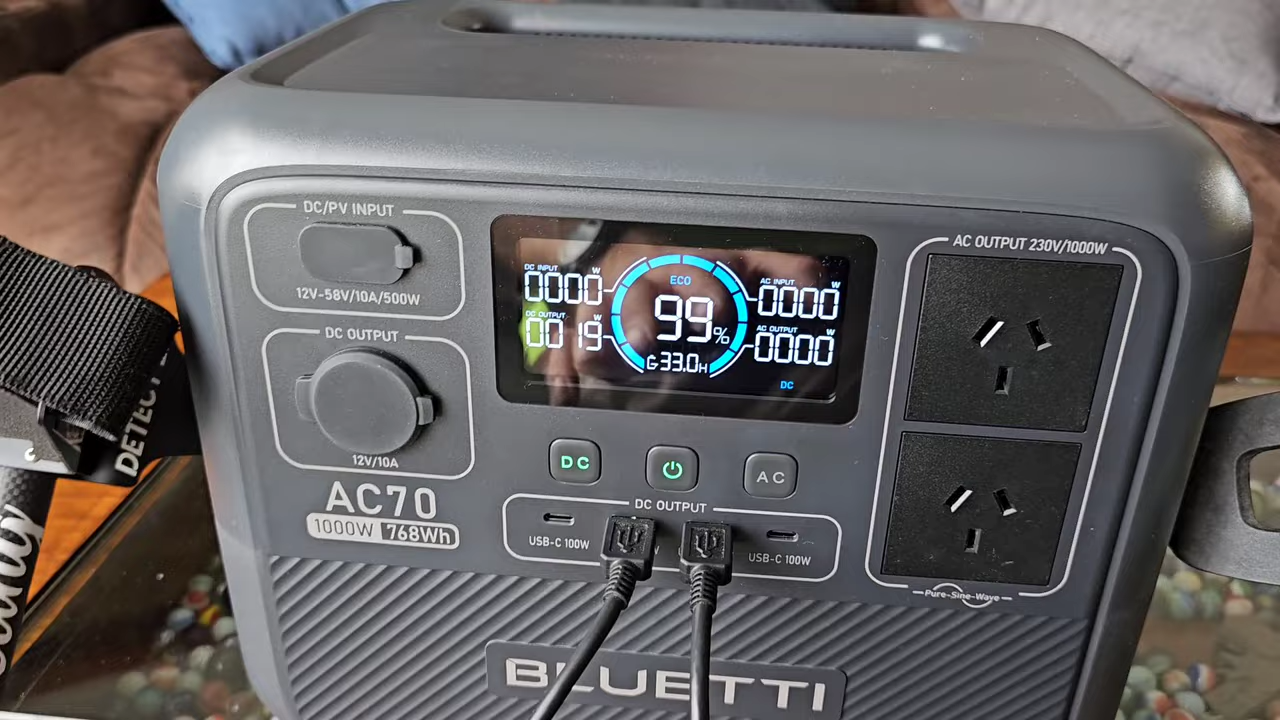 DC/PV INPUT
12V-58V/10A/500W
DC OUTPUT
12V/10A
AC70
1000W 768Wh
DC INPUT W
0000
DC OUTPUT W
0019
ECO
99%
33.0H
AC INPUT W
0000
AC OUTPUT W
0000
DC
DC
AC
DC OUTPUT
USB-C 100W
USB-C 100W
AC OUTPUT 230V/1000W
Pure-Sine-Wave
BLUETTI